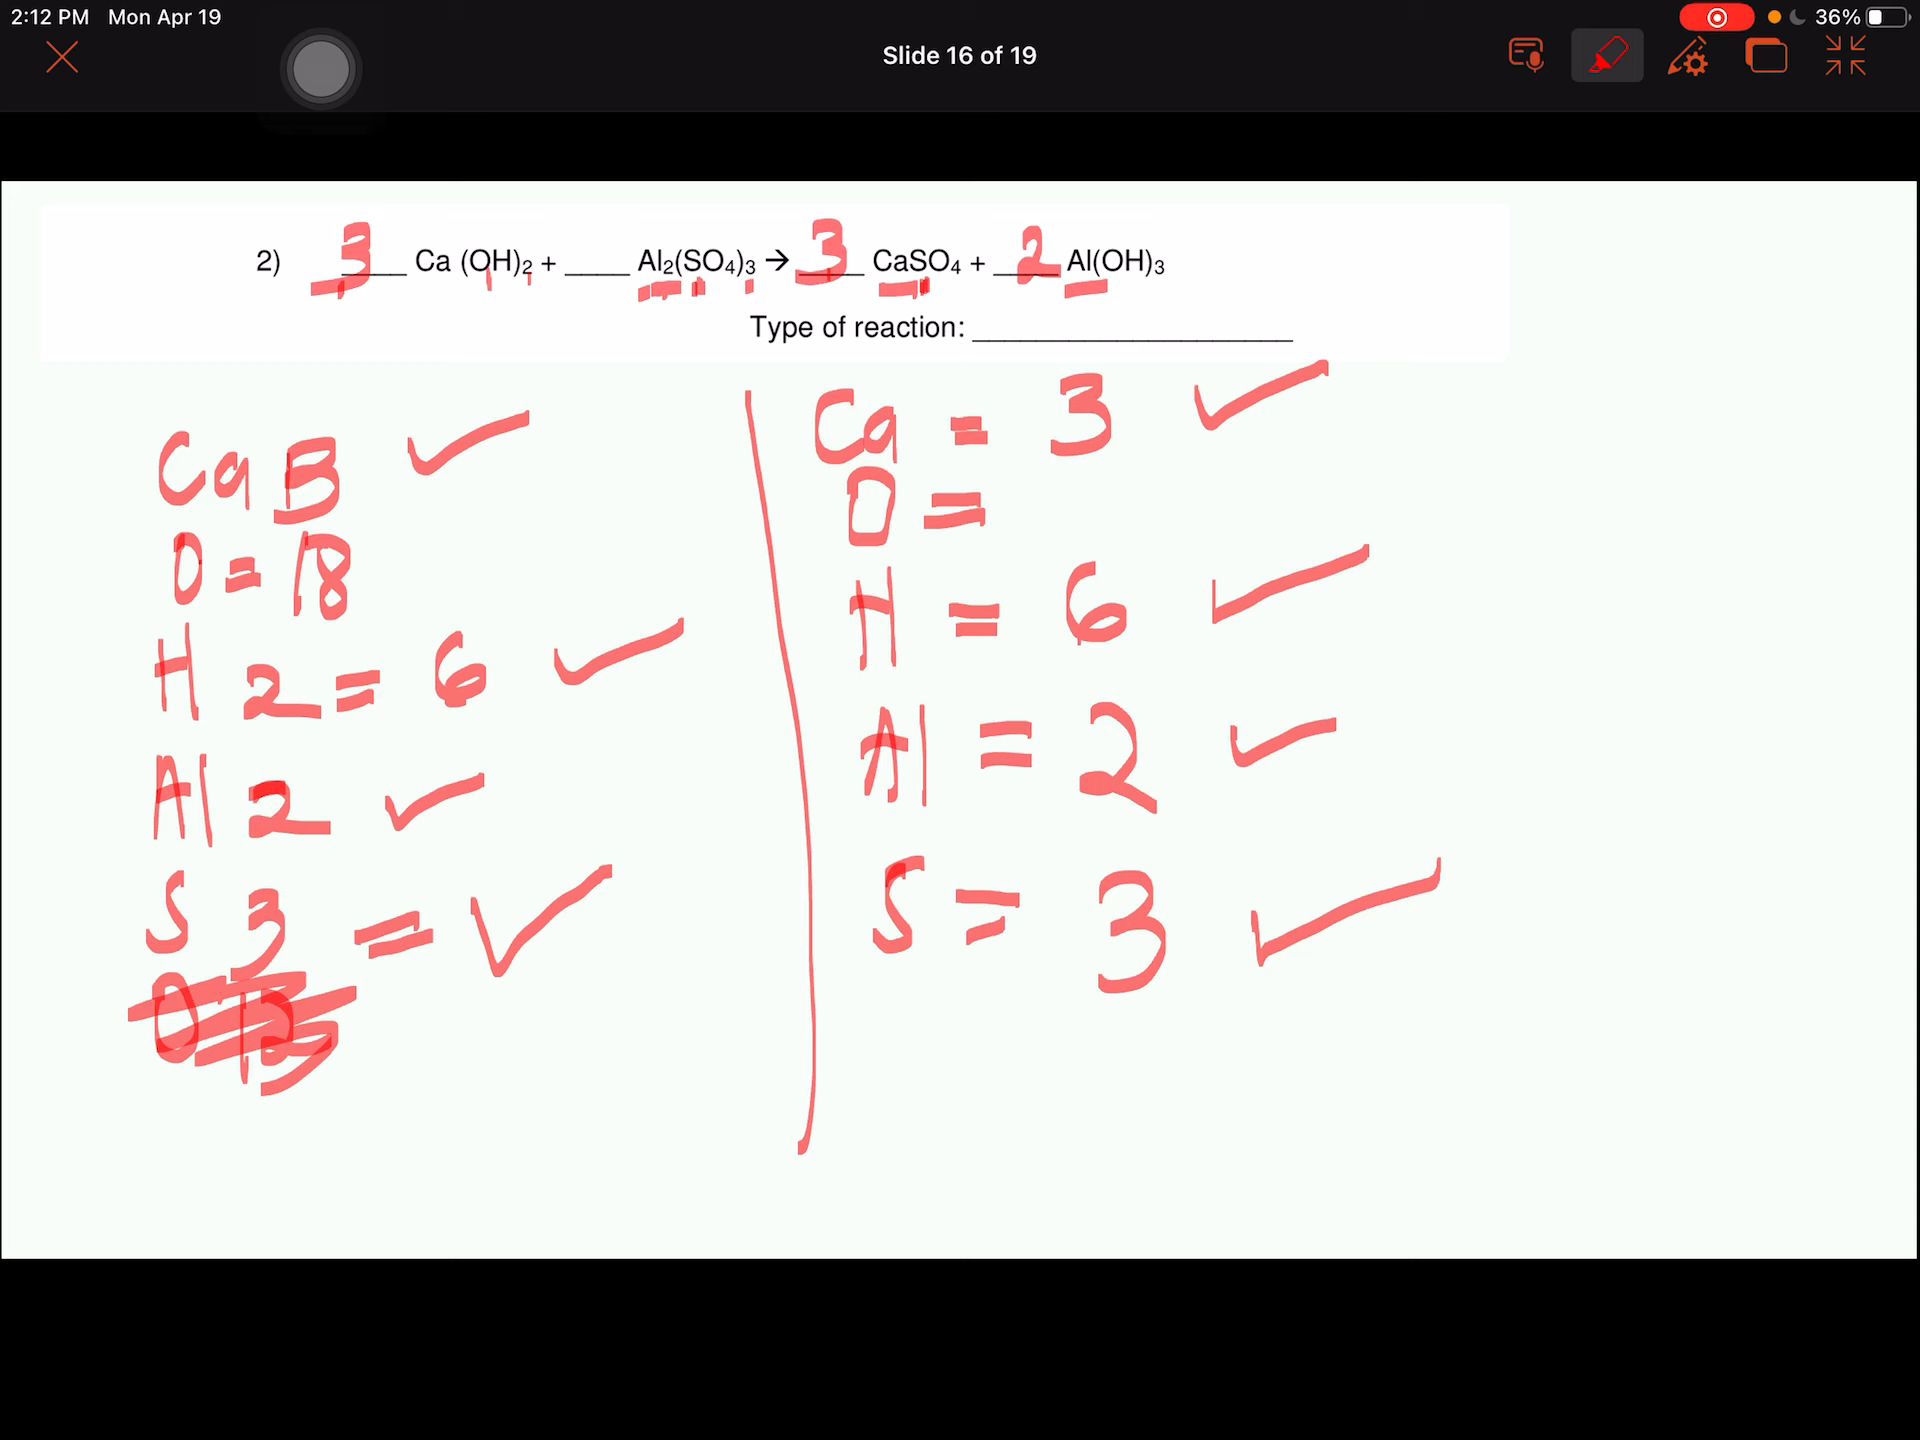 2:12 PM Mon Apr 19
36%
Slide 16 of 19
2) 3 Ca (OH)2 + ____ Al2(SO4)3 → 3 CaSO4 + 2 Al(OH)3
Type of reaction: ____________________
Ca 3 ✓
O = 18
H 2 = 6 ✓
Al 2 ✓
S 3 = ✓
Ca = 3 ✓
O =
H = 6 ✓
Al = 2 ✓
S = 3 ✓